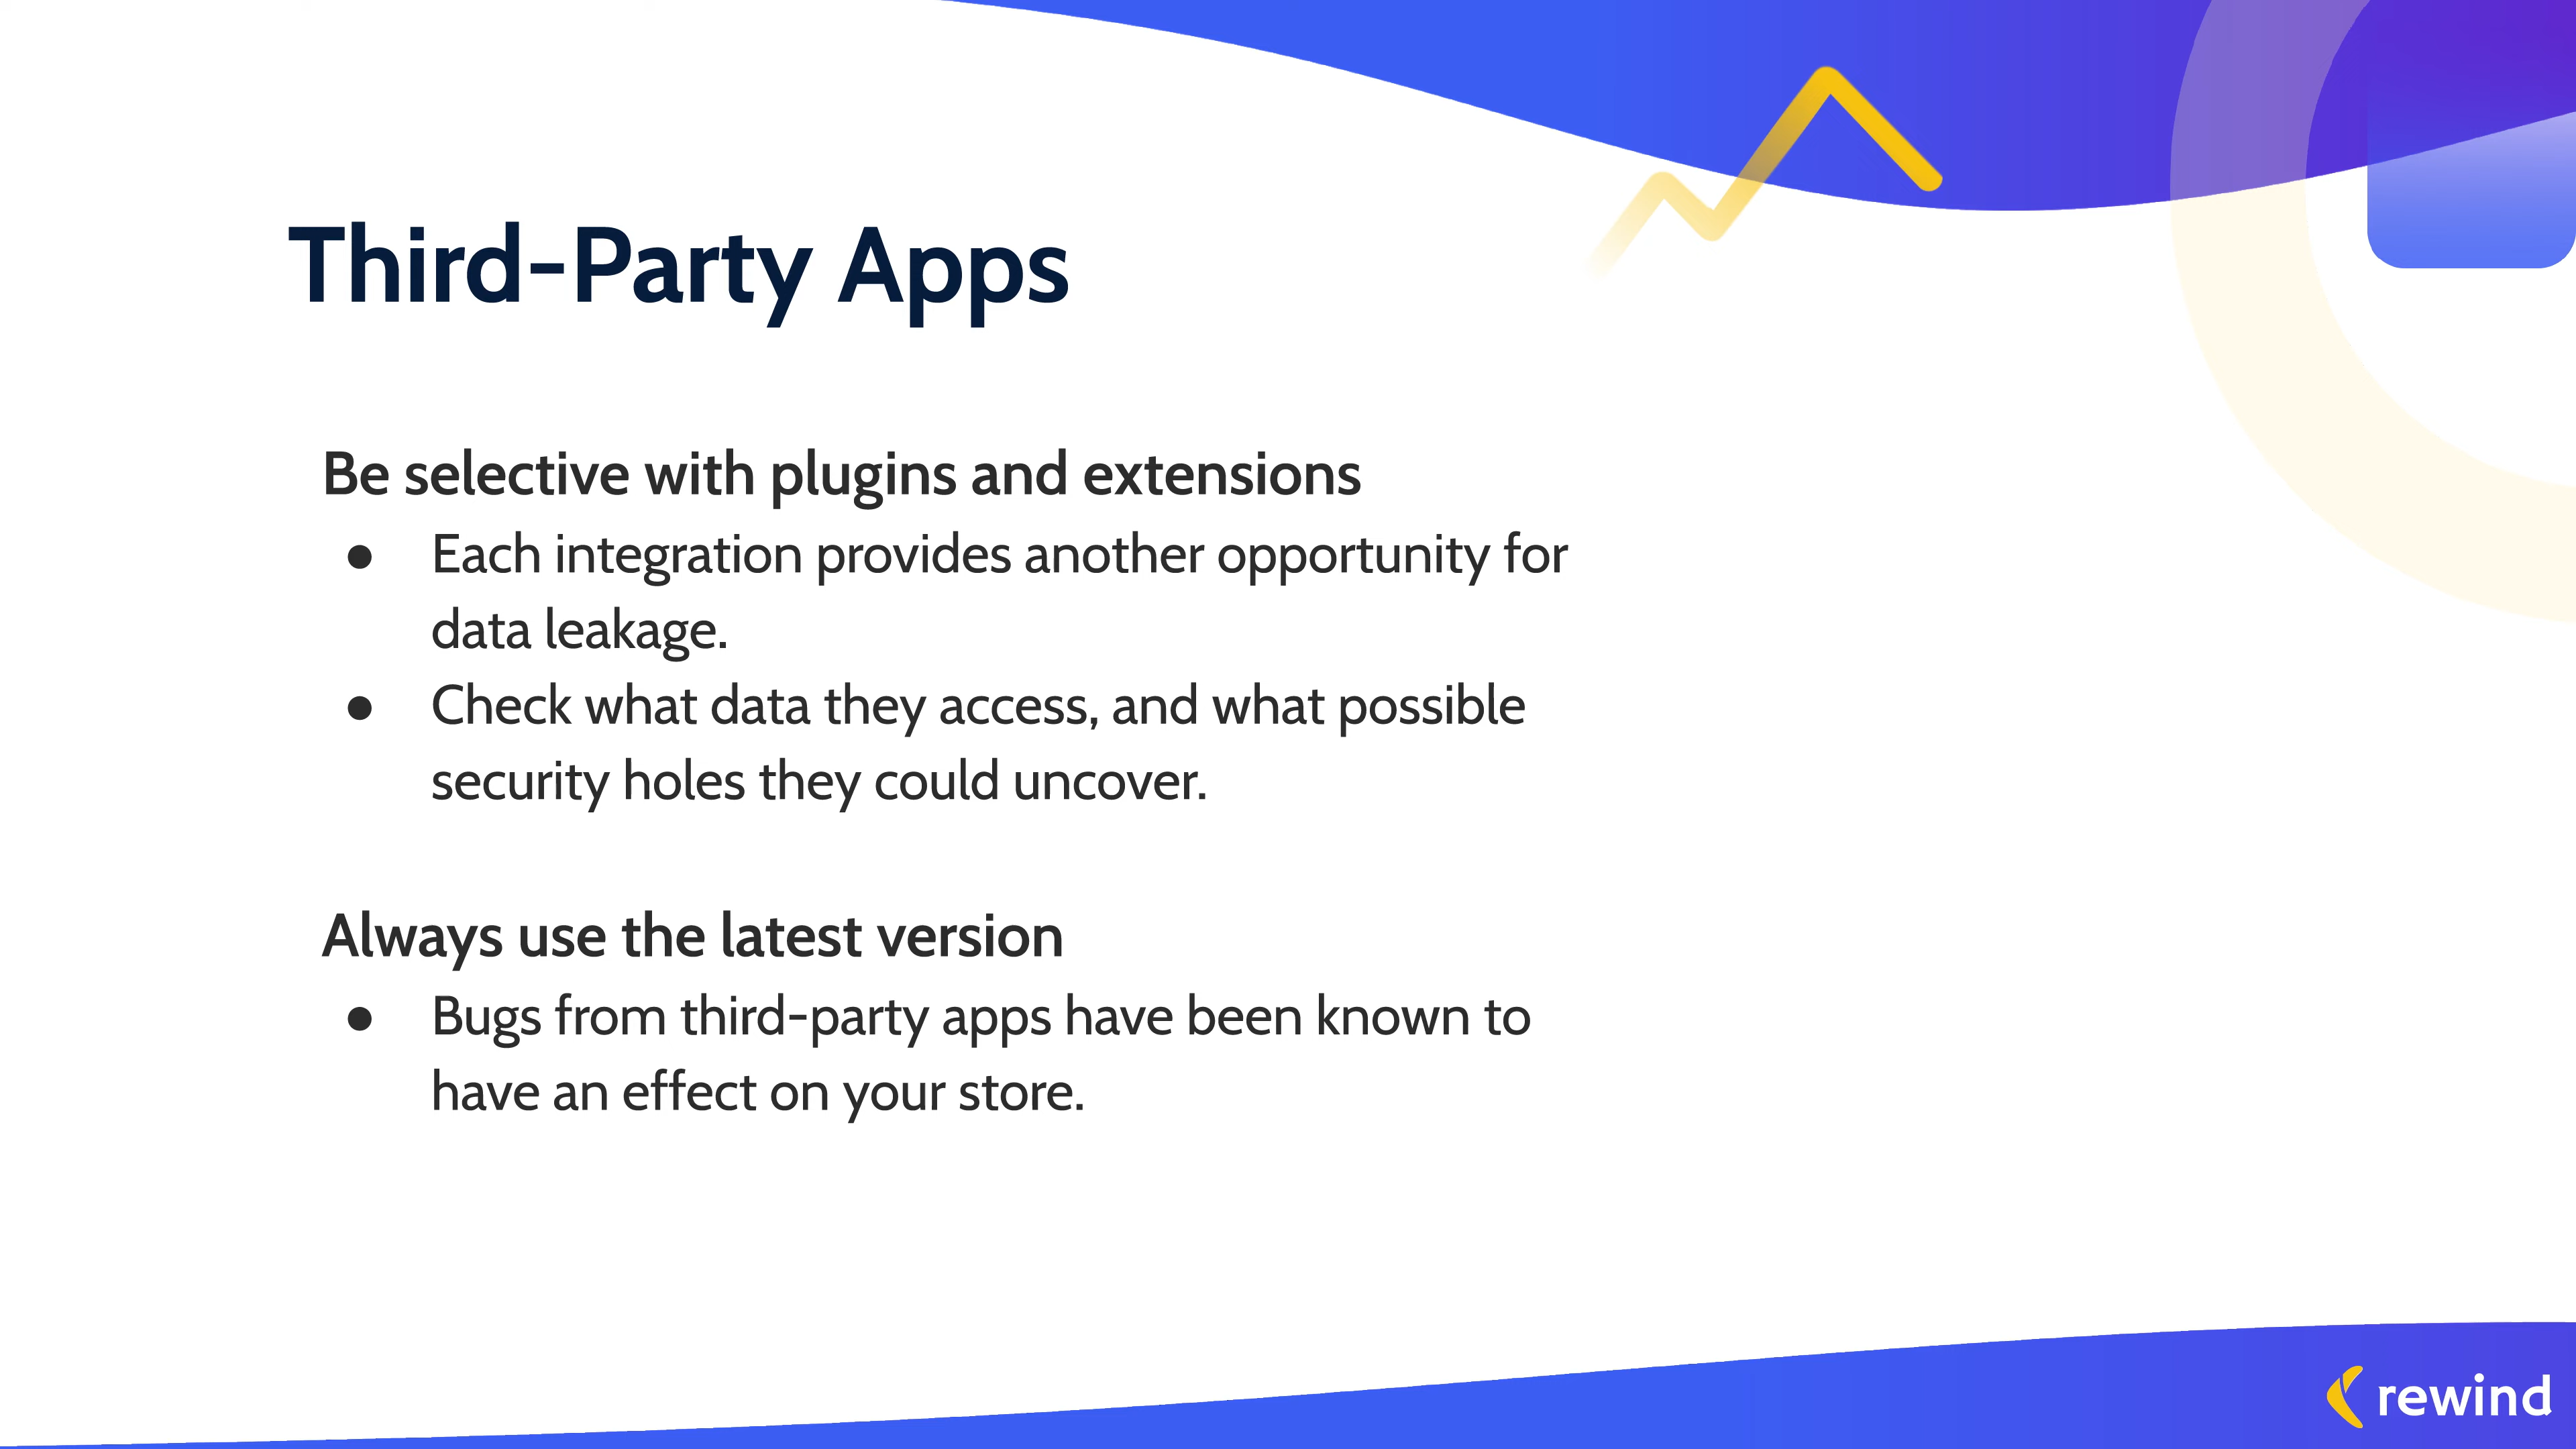 Third-Party Apps
Be selective with plugins and extensions
● Each integration provides another opportunity for
data leakage.
● Check what data they access, and what possible
security holes they could uncover.
Always use the latest version
● Bugs from third-party apps have been known to
have an effect on your store.
rewind